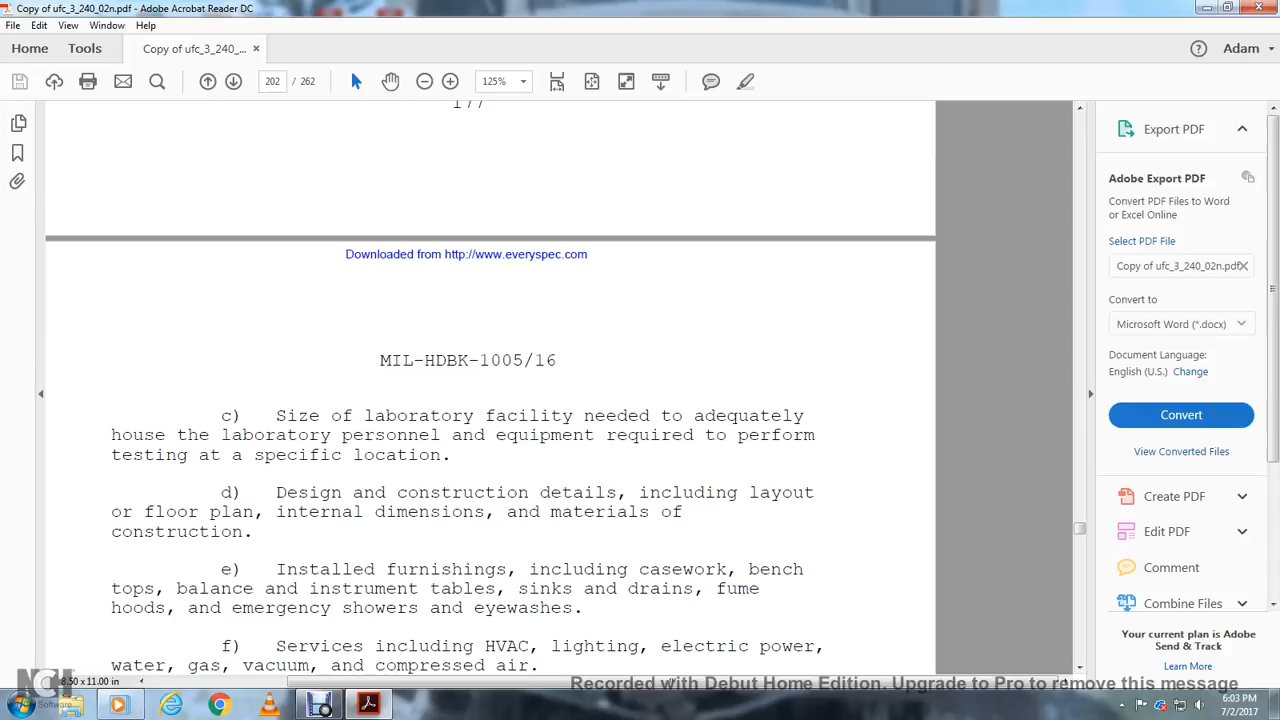 Copy of ufc_3_240_02n.pdf - Adobe Acrobat Reader DC
File Edit View Window Help
Home Tools Copy of ufc_3_240_... × Adam
202 / 262 125%
177
Export PDF
Adobe Export PDF
Convert PDF Files to Word
or Excel Online
Select PDF File
Copy of ufc_3_240_02n.pdf
Convert to
Microsoft Word (*.docx)
Document Language:
English (U.S.) Change
Convert
View Converted Files
Create PDF
Edit PDF
Comment
Combine Files
Your current plan is Adobe
Send & Track
Learn More
Downloaded from http://www.everyspec.com
MIL-HDBK-1005/16
c) Size of laboratory facility needed to adequately
house the laboratory personnel and equipment required to perform
testing at a specific location.
d) Design and construction details, including layout
or floor plan, internal dimensions, and materials of
construction.
e) Installed furnishings, including casework, bench
tops, balance and instrument tables, sinks and drains, fume
hoods, and emergency showers and eyewashes.
f) Services including HVAC, lighting, electric power,
water, gas, vacuum, and compressed air.
8.50 x 11.00 in
Recorded with Debut Home Edition. Upgrade to Pro to remove this message
NCH
Software
6:03 PM
7/2/2017